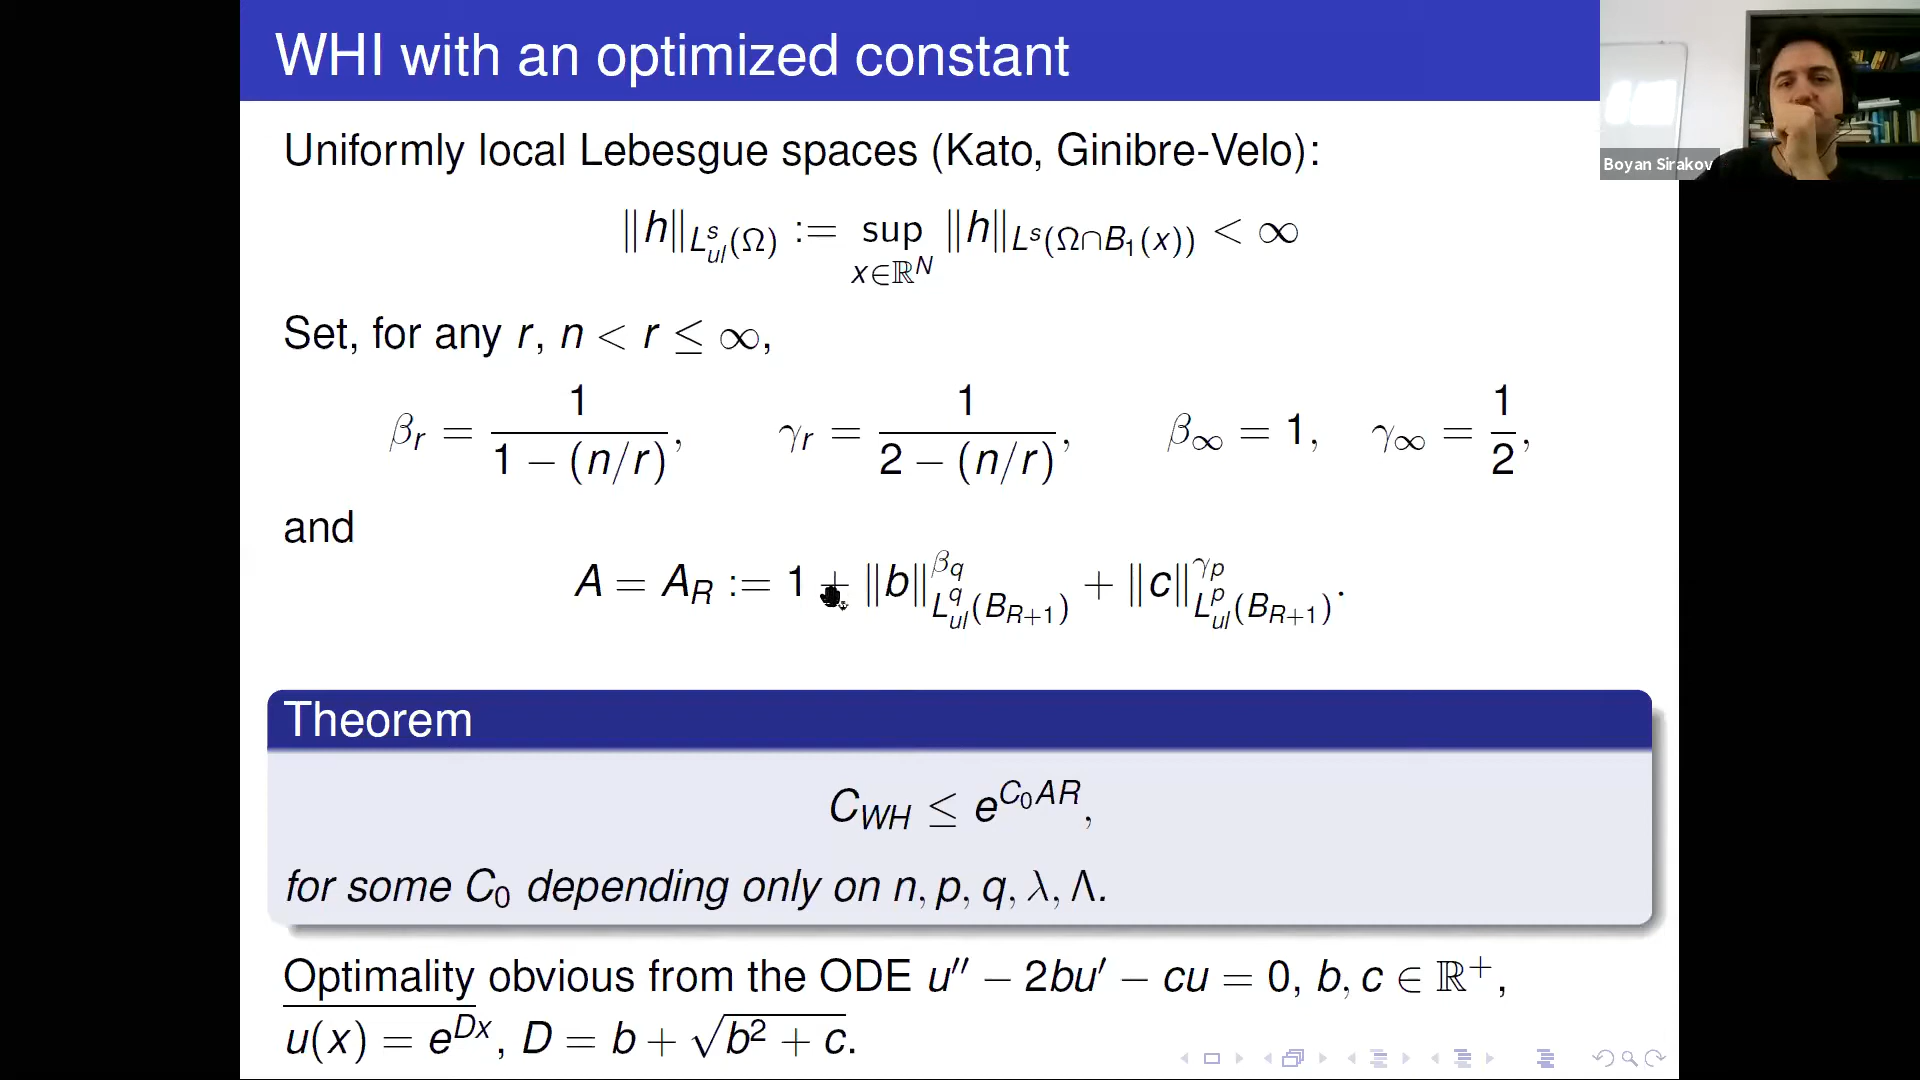 WHI with an optimized constant
Boyan Sirakov
Uniformly local Lebesgue spaces (Kato, Ginibre-Velo):
‖h‖_{L^s_{ul}(Ω)} := sup_{x∈ℝ^N} ‖h‖_{L^s(Ω∩B_1(x))} < ∞
Set, for any r, n < r ≤ ∞,
β_r = 1/(1 − (n/r)), γ_r = 1/(2 − (n/r)), β_∞ = 1, γ_∞ = 1/2,
and
A = A_R := 1 + ‖b‖^{β_q}_{L^q_{ul}(B_{R+1})} + ‖c‖^{γ_p}_{L^p_{ul}(B_{R+1})}.
Theorem
C_{WH} ≤ e^{C_0AR},
for some C_0 depending only on n, p, q, λ, Λ.
Optimality obvious from the ODE u″ − 2bu′ − cu = 0, b, c ∈ ℝ^+,
u(x) = e^{Dx}, D = b + √(b² + c).